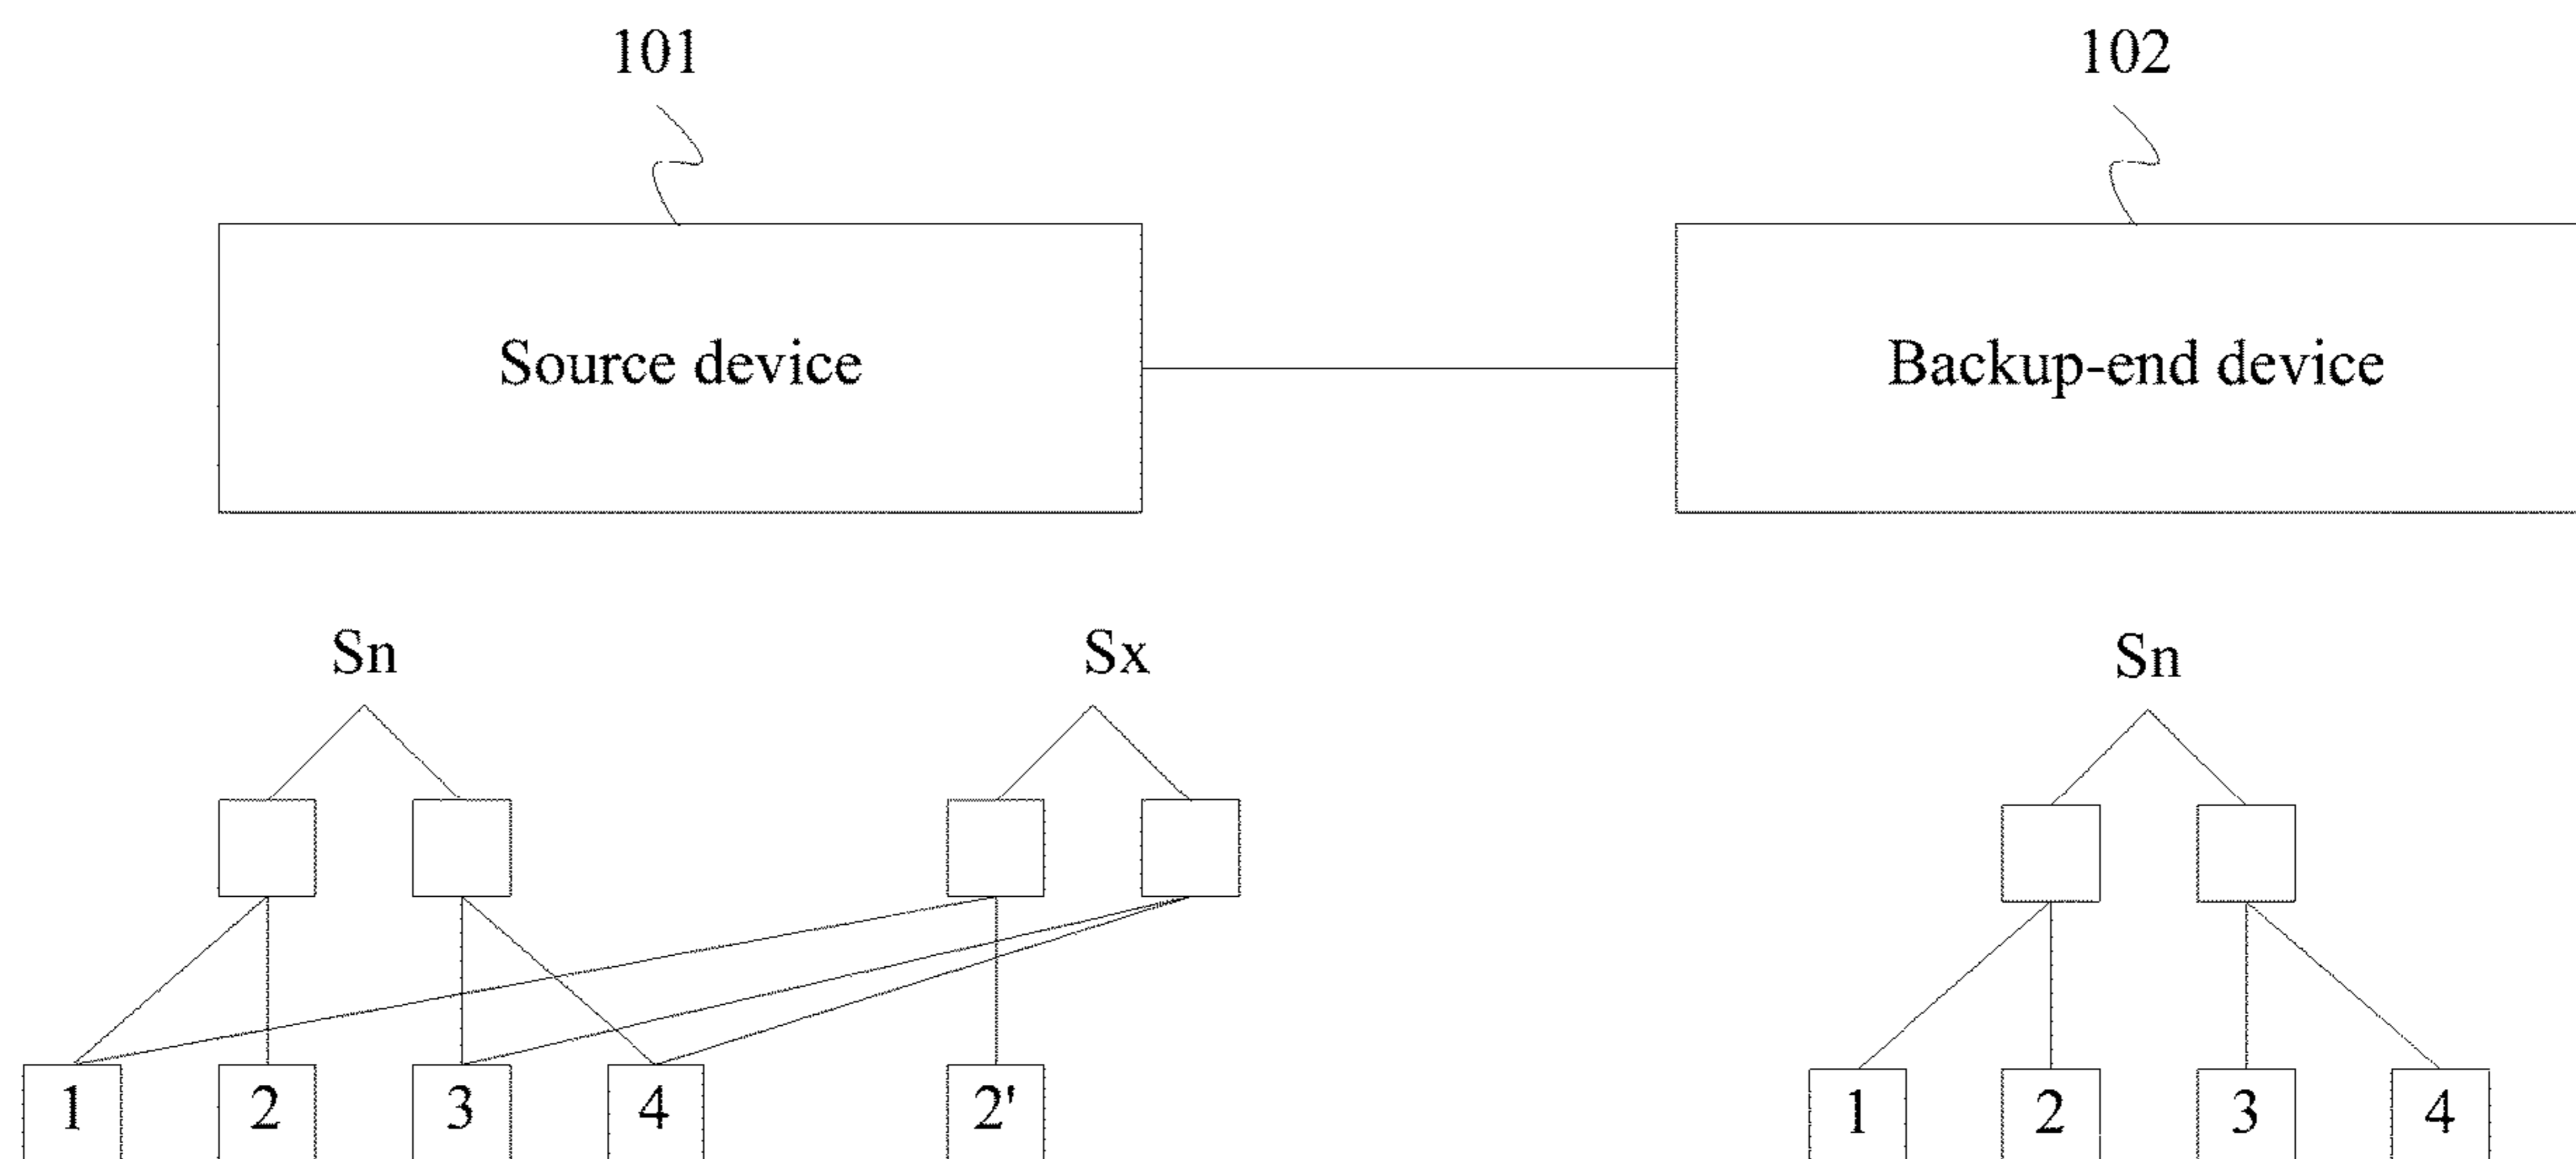 101 102
Source device Backup-end device
Sn Sx Sn
1 2 3 4 2' 1 2 3 4